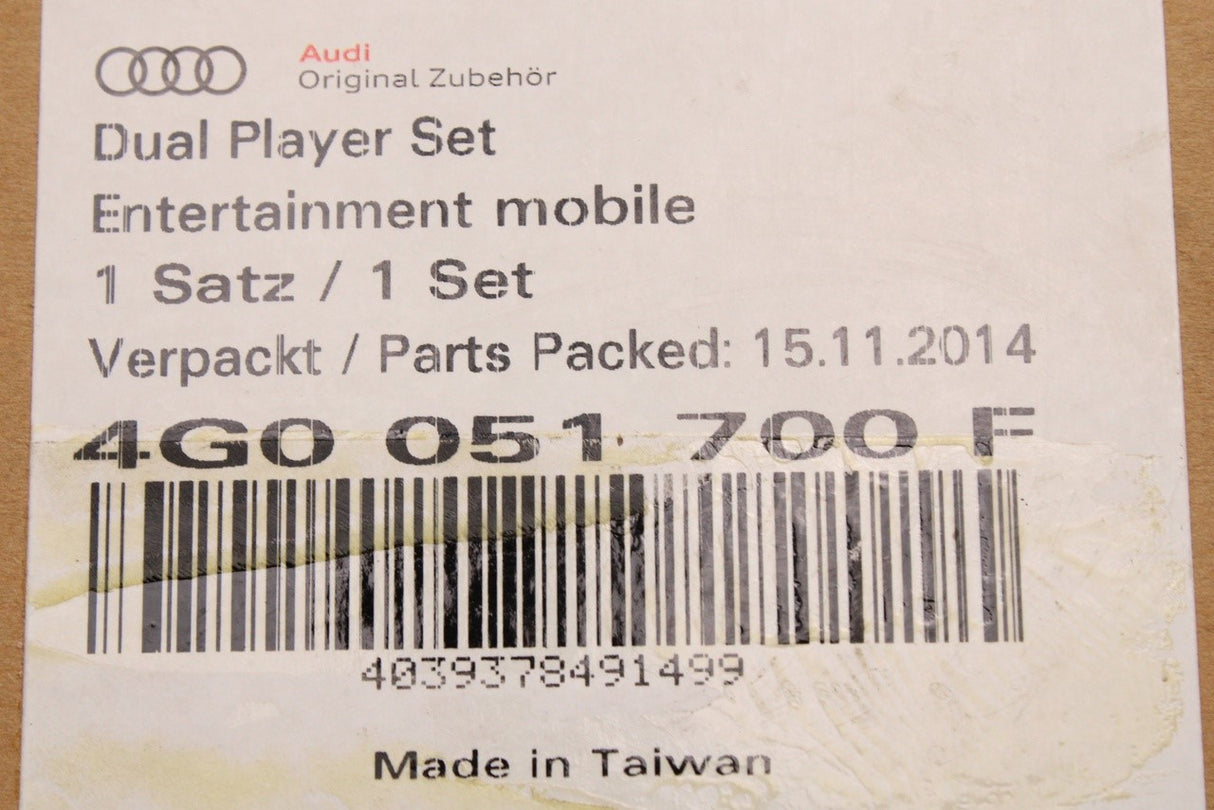 Audi
Original Zubehör
Dual Player Set
Entertainment mobile
1 Satz / 1 Set
Verpackt / Parts Packed: 15.11.2014
4G0 051 700 F
4039378491499
Made in Taiwan